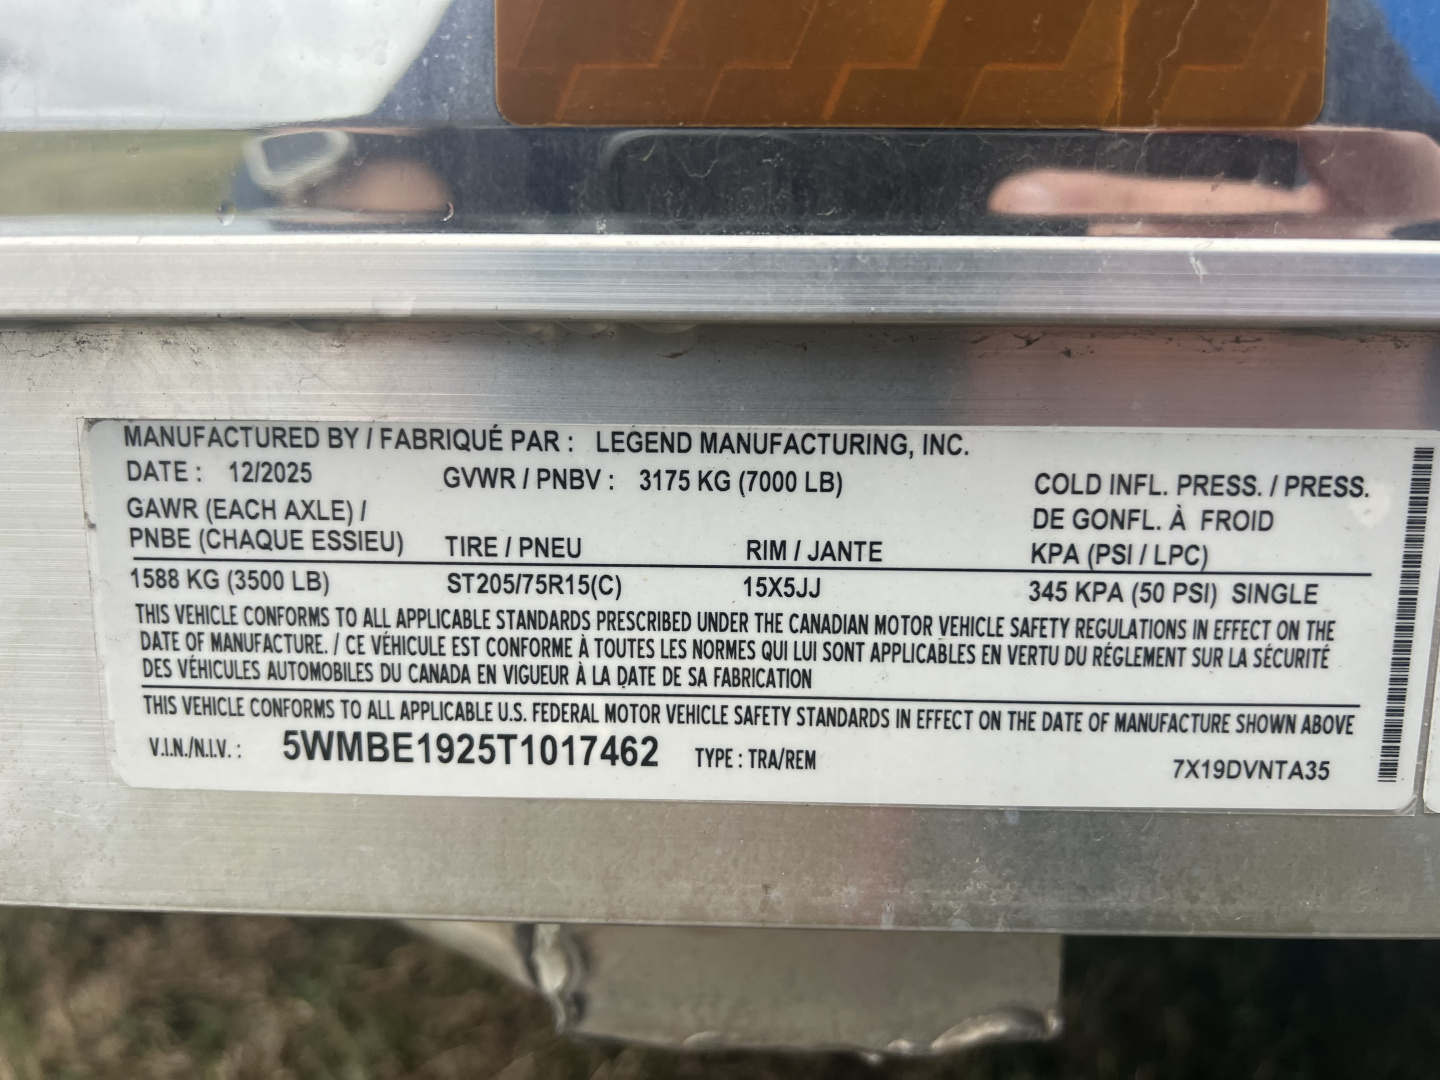 MANUFACTURED BY / FABRIQUÉ PAR : LEGEND MANUFACTURING, INC.
DATE : 12/2025 GVWR / PNBV : 3175 KG (7000 LB)
GAWR (EACH AXLE) /
PNBE (CHAQUE ESSIEU) TIRE / PNEU RIM / JANTE
COLD INFL. PRESS. / PRESS.
DE GONFL. À FROID
KPA (PSI / LPC)
1588 KG (3500 LB) ST205/75R15(C) 15X5JJ 345 KPA (50 PSI) SINGLE
THIS VEHICLE CONFORMS TO ALL APPLICABLE STANDARDS PRESCRIBED UNDER THE CANADIAN MOTOR VEHICLE SAFETY REGULATIONS IN EFFECT ON THE
DATE OF MANUFACTURE. / CE VÉHICULE EST CONFORME À TOUTES LES NORMES QUI LUI SONT APPLICABLES EN VERTU DU RÉGLEMENT SUR LA SÉCURITÉ
DES VÉHICULES AUTOMOBILES DU CANADA EN VIGUEUR À LA DATE DE SA FABRICATION
THIS VEHICLE CONFORMS TO ALL APPLICABLE U.S. FEDERAL MOTOR VEHICLE SAFETY STANDARDS IN EFFECT ON THE DATE OF MANUFACTURE SHOWN ABOVE
V.I.N./N.I.V. : 5WMBE1925T1017462 TYPE : TRA/REM 7X19DVNTA35